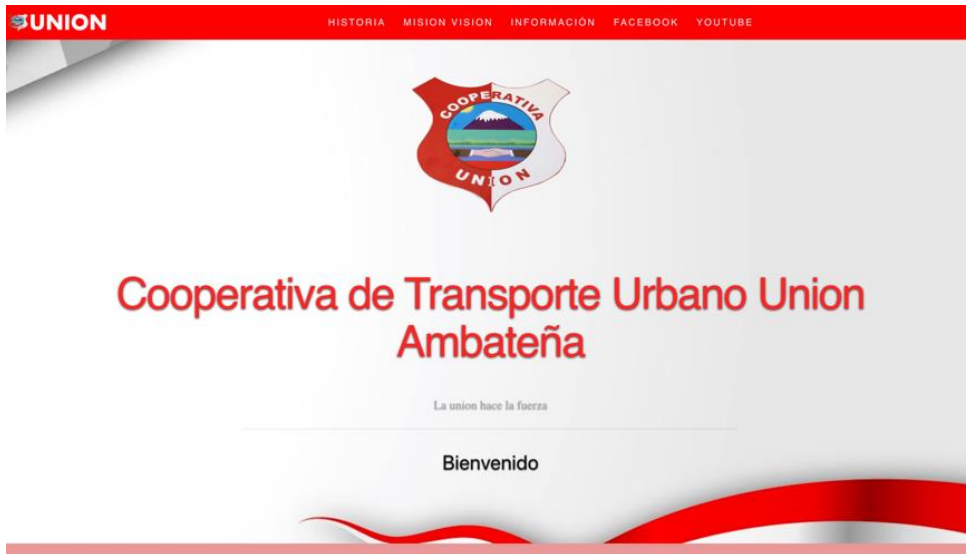 UNION
HISTORIA MISION VISION INFORMACIÓN FACEBOOK YOUTUBE
COOPERATIVA
UNION
Cooperativa de Transporte Urbano Union
Ambateña
La union hace la fuerza
Bienvenido